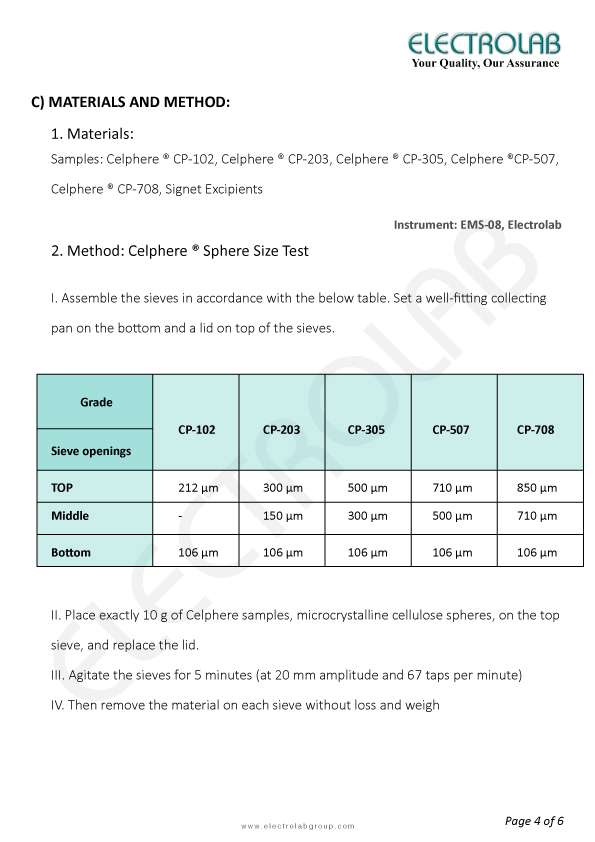 ELECTROLAB
Your Quality, Our Assurance
C) MATERIALS AND METHOD:
1. Materials:
Samples: Celphere ® CP-102, Celphere ® CP-203, Celphere ® CP-305, Celphere ®CP-507,
Celphere ® CP-708, Signet Excipients
Instrument: EMS-08, Electrolab
2. Method: Celphere ® Sphere Size Test
I. Assemble the sieves in accordance with the below table. Set a well-fitting collecting
pan on the bottom and a lid on top of the sieves.
Grade
Sieve openings
CP-102 CP-203 CP-305 CP-507 CP-708
TOP 212 µm 300 µm 500 µm 710 µm 850 µm
Middle - 150 µm 300 µm 500 µm 710 µm
Bottom 106 µm 106 µm 106 µm 106 µm 106 µm
II. Place exactly 10 g of Celphere samples, microcrystalline cellulose spheres, on the top
sieve, and replace the lid.
III. Agitate the sieves for 5 minutes (at 20 mm amplitude and 67 taps per minute)
IV. Then remove the material on each sieve without loss and weigh
ELECTROLAB
www.electrolabgroup.com
Page 4 of 6